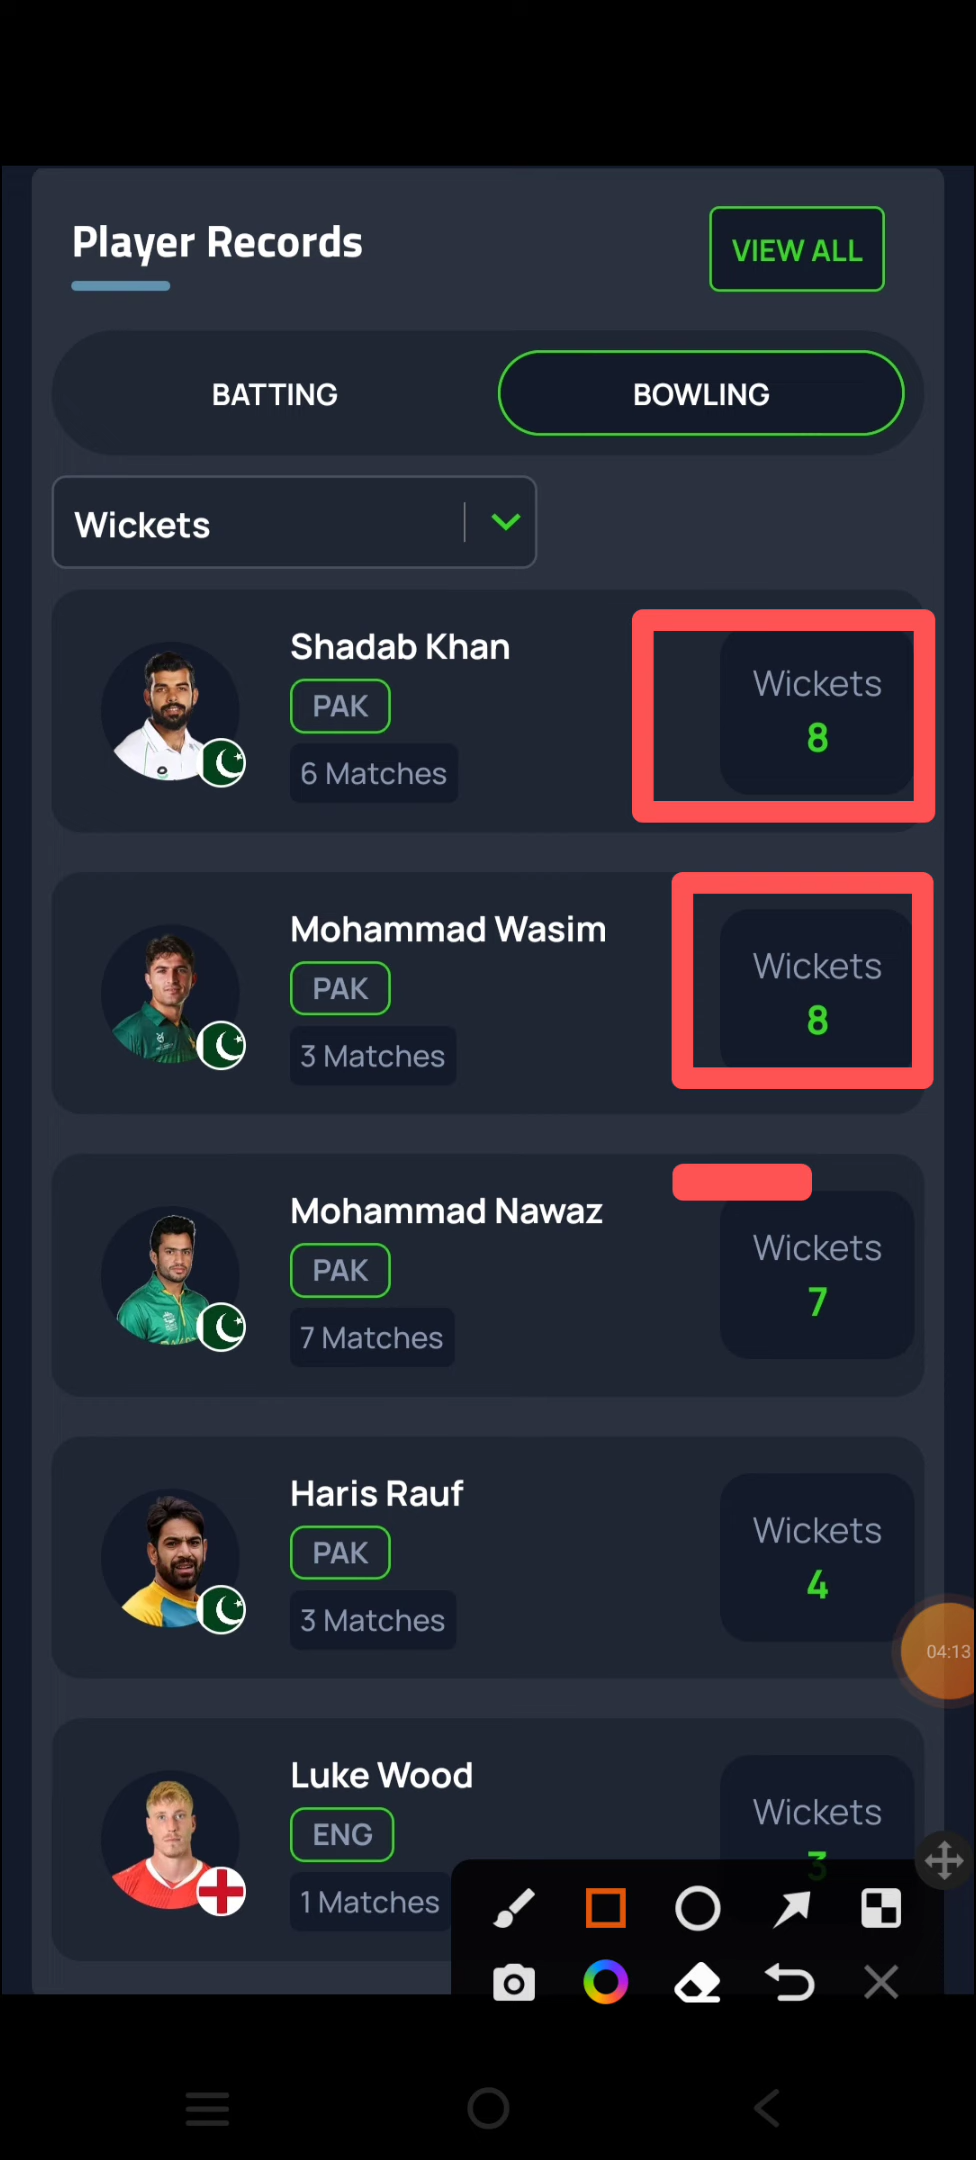 Player Records
VIEW ALL
BATTING
BOWLING
Wickets
Shadab Khan
PAK
6 Matches
Wickets
8
Mohammad Wasim
PAK
3 Matches
Wickets
8
Mohammad Nawaz
PAK
7 Matches
Wickets
7
Haris Rauf
PAK
3 Matches
Wickets
4
04:13
Luke Wood
ENG
1 Matches
Wickets
3